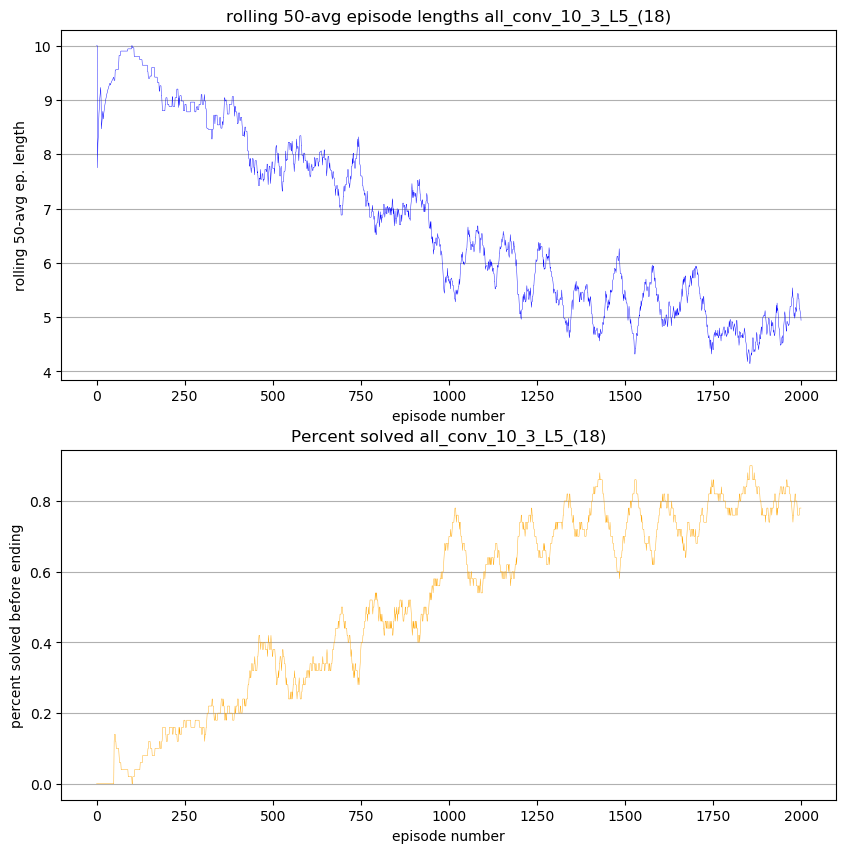 rolling 50-avg episode lengths all_conv_10_3_L5_(18)
10
9
8
7
6
5
4
rolling 50-avg ep. length
0 250 500 750 1000 1250 1500 1750 2000
episode number
Percent solved all_conv_10_3_L5_(18)
0.8
0.6
0.4
0.2
0.0
percent solved before ending
0 250 500 750 1000 1250 1500 1750 2000
episode number